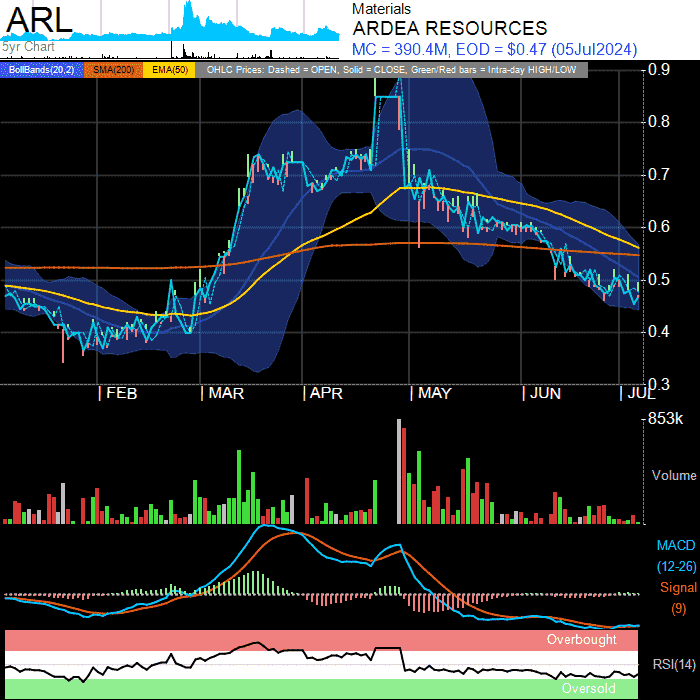 ARL
5yr Chart
Materials
ARDEA RESOURCES
MC = 390.4M, EOD = $0.47 (05Jul2024)
BollBands(20,2) SMA(200) EMA(50) OHLC Prices: Dashed = OPEN, Solid = CLOSE, Green/Red bars = Intra-day HIGH/LOW
0.9
0.8
0.7
0.6
0.5
0.4
0.3
| FEB | MAR | APR | MAY | JUN | JUL
853k
Volume
MACD
(12-26)
Signal
(9)
Overbought
RSI(14)
Oversold